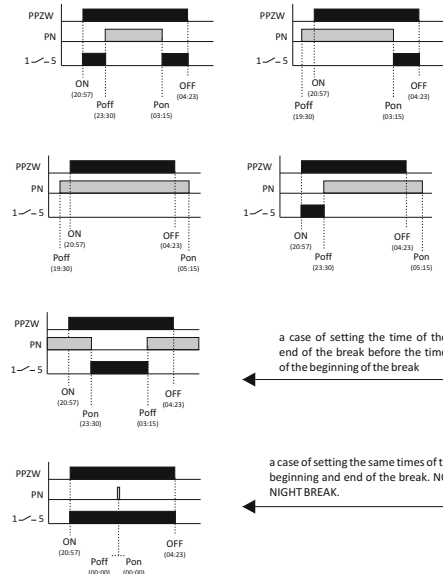 PPZW
PN
1 5
ON
(20:57)
OFF
(04:23)
Poff
(23:30)
Pon
(03:15)
PPZW
PN
1 5
ON
(20:57)
OFF
(04:23)
Poff
(19:30)
Pon
(03:15)
PPZW
PN
1 5
ON
(20:57)
OFF
(04:23)
Poff
(19:30)
Pon
(05:15)
PPZW
PN
1 5
ON
(20:57)
OFF
(04:23)
Poff
(23:30)
Pon
(05:15)
PPZW
PN
1 5
ON
(20:57)
OFF
(04:23)
Pon
(23:30)
Poff
(03:15)
a case of setting the time of the
end of the break before the time
of the beginning of the break
PPZW
PN
1 5
ON
(20:57)
OFF
(04:23)
Poff
(00:00)
Pon
(00:00)
a case of setting the same times of
beginning and end of the break.
NIGHT BREAK.